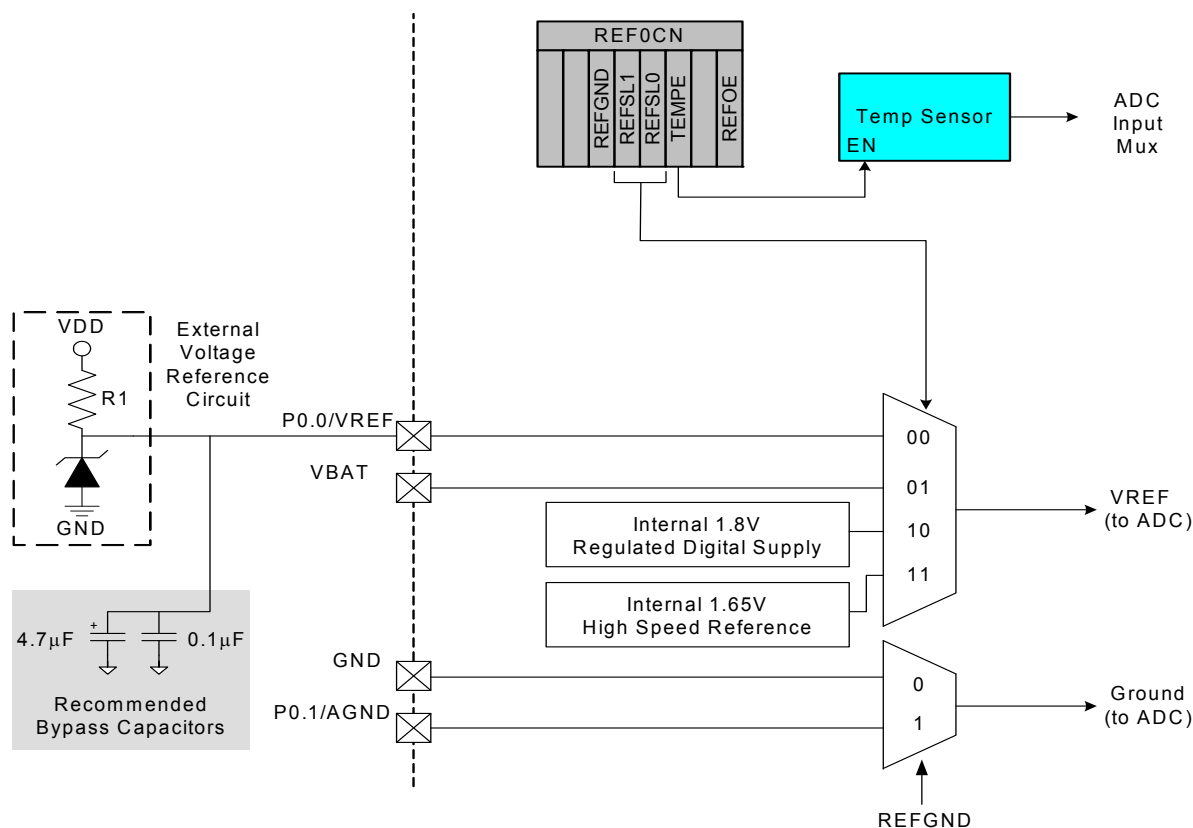 REF0CN
REFGND
REFSL1
REFSL0
TEMPE
REFOE
Temp Sensor
EN
ADC
Input
Mux
VDD
R1
GND
External
Voltage
Reference
Circuit
P0.0/VREF
VBAT
00
01
10
11
Internal 1.8V
Regulated Digital Supply
Internal 1.65V
High Speed Reference
VREF
(to ADC)
4.7μF
+
0.1μF
Recommended
Bypass Capacitors
GND
P0.1/AGND
0
1
Ground
(to ADC)
REFGND